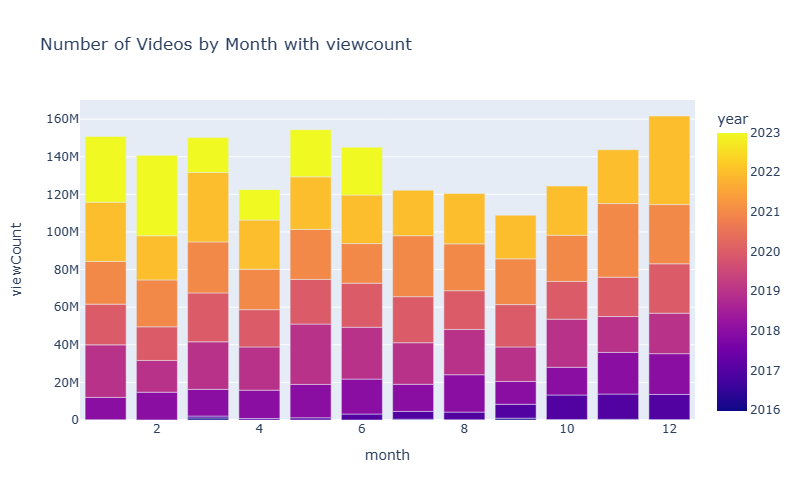 Number of Videos by Month with viewcount
year
viewCount
160M
140M
120M
100M
80M
60M
40M
20M
0
2
4
6
8
10
12
month
2023
2022
2021
2020
2019
2018
2017
2016